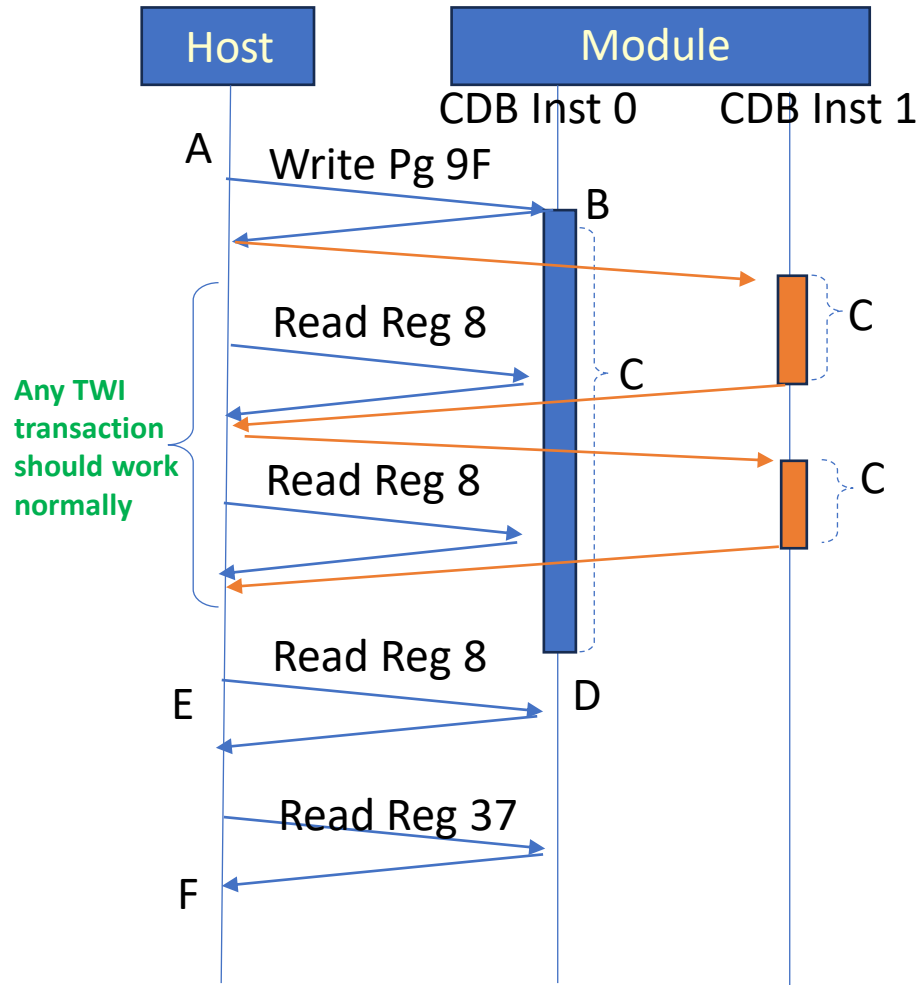 Host
Module
CDB Inst 0
CDB Inst 1
A
Write Pg 9F
B
C
Read Reg 8
C
Any TWI
transaction
should work
normally
Read Reg 8
C
Read Reg 8
E
D
Read Reg 37
F